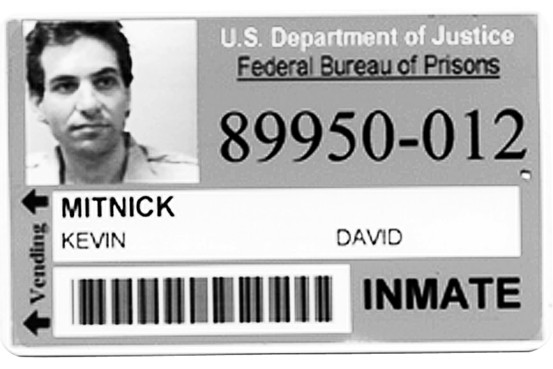 U.S. Department of Justice
Federal Bureau of Prisons
89950-012
MITNICK
KEVIN DAVID
Vending
INMATE